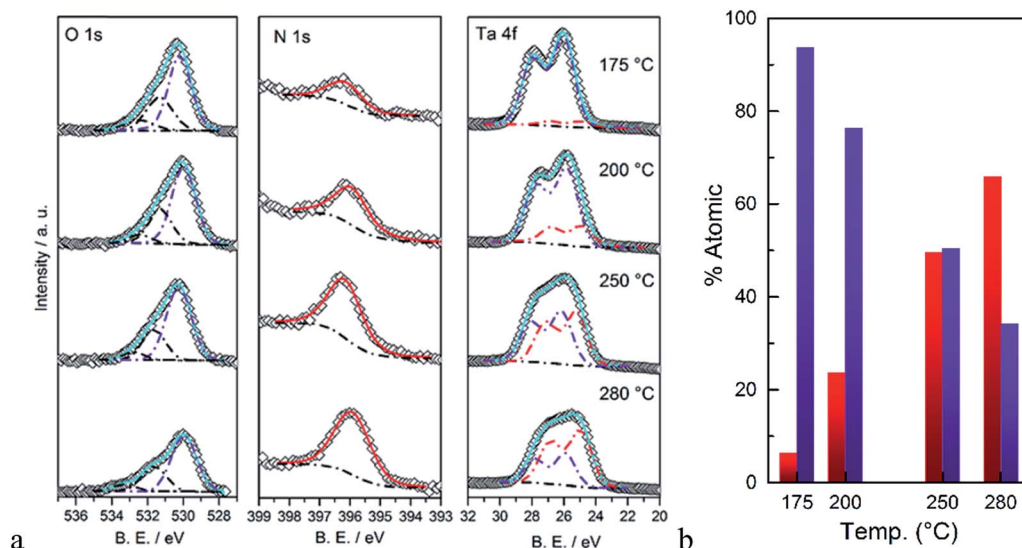 O 1s
N 1s
Ta 4f
175 °C
200 °C
250 °C
280 °C
Intensity / a. u.
536 534 532 530 528
B. E. / eV
399 398 397 396 395 394 393
B. E. / eV
32 30 28 26 24 22 20
B. E. / eV
a
100
80
60
40
20
0
% Atomic
175 200 250 280
Temp. (°C)
b